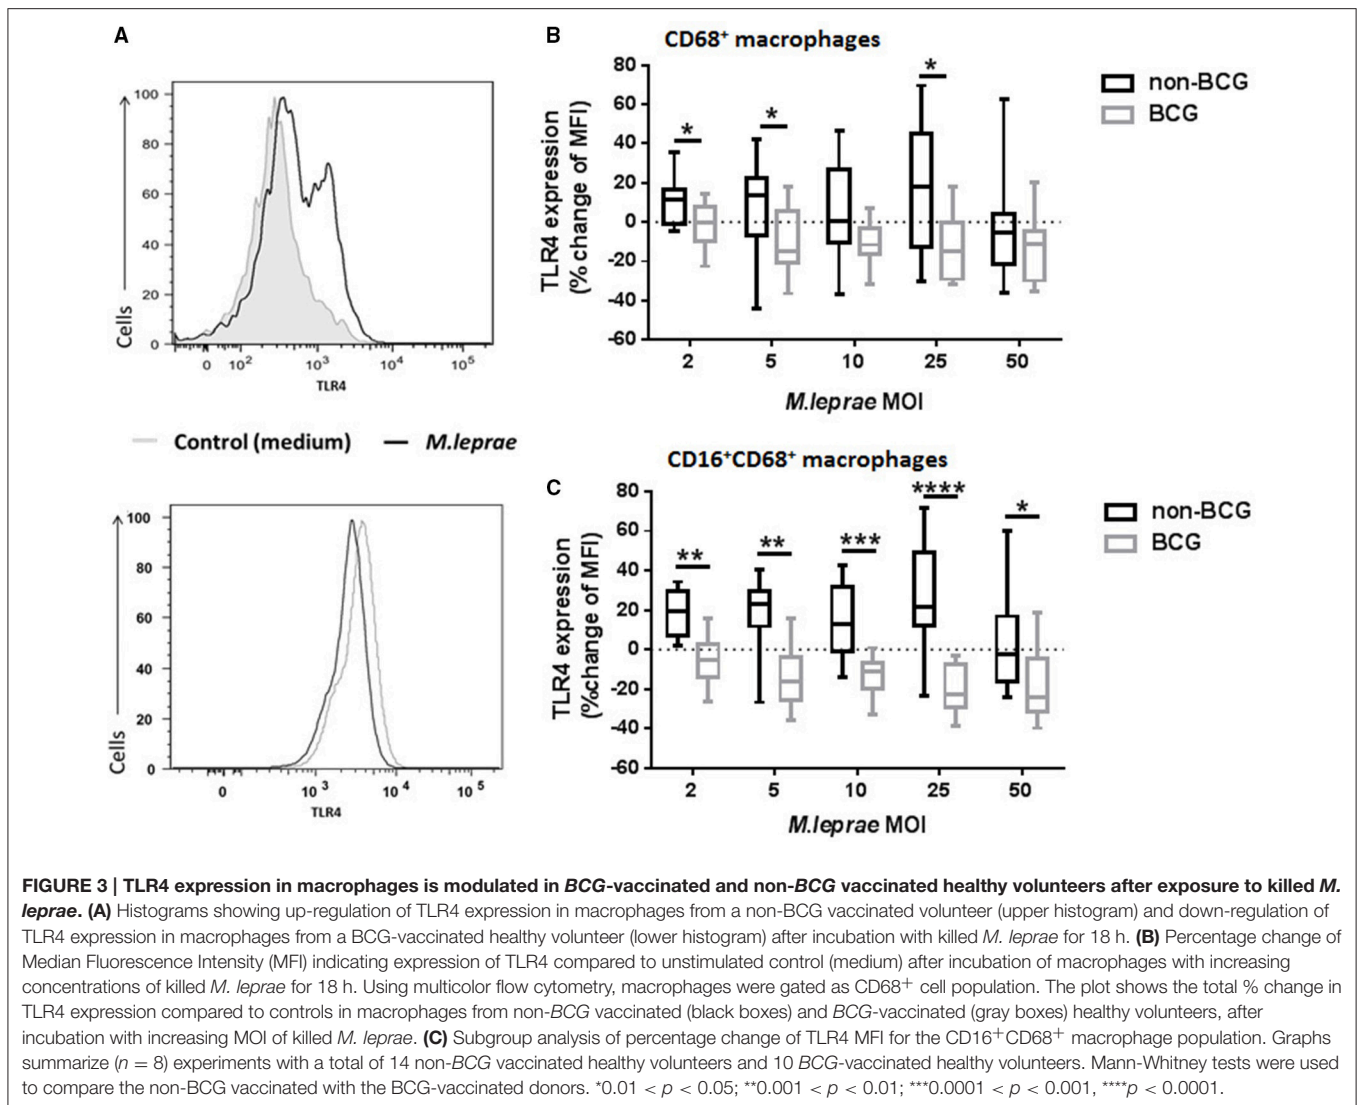 A
100
80
60
40
20
0
Cells
0 10² 10³ 10⁴ 10⁵
TLR4
Control (medium) M.leprae
100
80
60
40
20
0
Cells
0 10³ 10⁴ 10⁵
TLR4
B
CD68⁺ macrophages
80
60
40
20
0
-20
-40
-60
TLR4 expression
(% change of MFI)
* * *
2 5 10 25 50
M.leprae MOI
non-BCG
BCG
C
CD16⁺CD68⁺ macrophages
80
60
40
20
0
-20
-40
-60
TLR4 expression
(%change of MFI)
** ** *** **** *
2 5 10 25 50
M.leprae MOI
non-BCG
BCG
FIGURE 3 | TLR4 expression in macrophages is modulated in BCG-vaccinated and non-BCG vaccinated healthy volunteers after exposure to killed M.
leprae. (A) Histograms showing up-regulation of TLR4 expression in macrophages from a non-BCG vaccinated volunteer (upper histogram) and down-regulation of
TLR4 expression in macrophages from a BCG-vaccinated healthy volunteer (lower histogram) after incubation with killed M. leprae for 18 h. (B) Percentage change of
Median Fluorescence Intensity (MFI) indicating expression of TLR4 compared to unstimulated control (medium) after incubation of macrophages with increasing
concentrations of killed M. leprae for 18 h. Using multicolor flow cytometry, macrophages were gated as CD68⁺ cell population. The plot shows the total % change in
TLR4 expression compared to controls in macrophages from non-BCG vaccinated (black boxes) and BCG-vaccinated (gray boxes) healthy volunteers, after
incubation with increasing MOI of killed M. leprae. (C) Subgroup analysis of percentage change of TLR4 MFI for the CD16⁺CD68⁺ macrophage population. Graphs
summarize (n = 8) experiments with a total of 14 non-BCG vaccinated healthy volunteers and 10 BCG-vaccinated healthy volunteers. Mann-Whitney tests were used
to compare the non-BCG vaccinated with the BCG-vaccinated donors. *0.01 < p < 0.05; **0.001 < p < 0.01; ***0.0001 < p < 0.001, ****p < 0.0001.